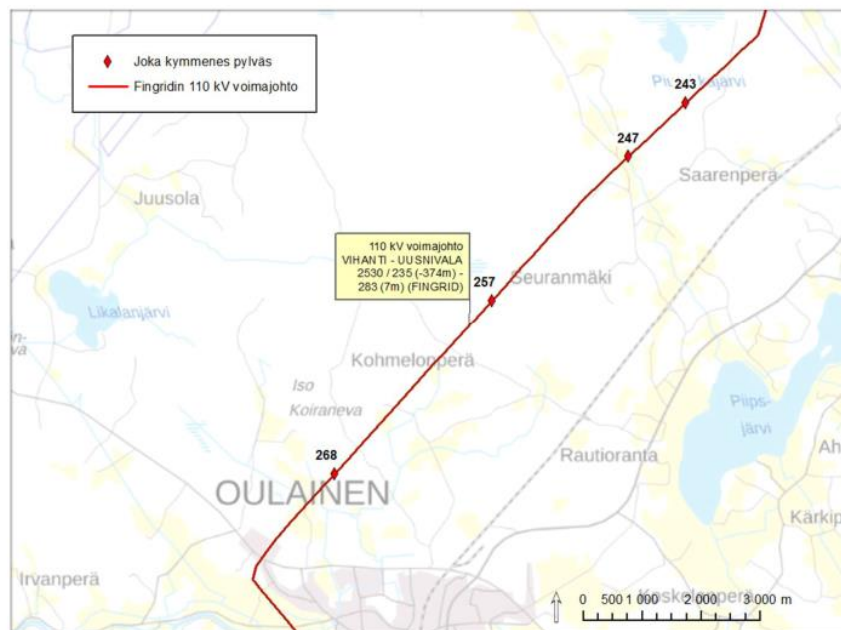 Joka kymmenes pylväs
Fingridin 110 kV voimajohto
243
247
Saarenperä
Juusola
110 kV voimajohto
VIHANTI - UUSNIVALA
2530 / 235 (-374m) -
283 (7m) (FINGRID)
257
Seuranmäki
Likalanjärvi
Kohmelopperä
Iso
Koiraneva
Piips-
järvi
268
Rautioranta
OULAINEN
Irvanperä
0 500 1 000 2 000 3 000 m